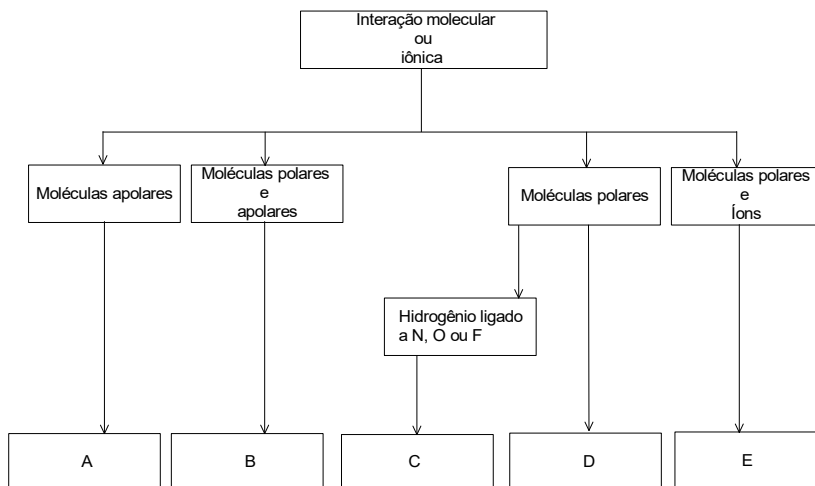 Interação molecular
ou
iônica
Moléculas apolares
Moléculas polares
e
apolares
Moléculas polares
Moléculas polares
e
Íons
Hidrogênio ligado
a N, O ou F
A
B
C
D
E